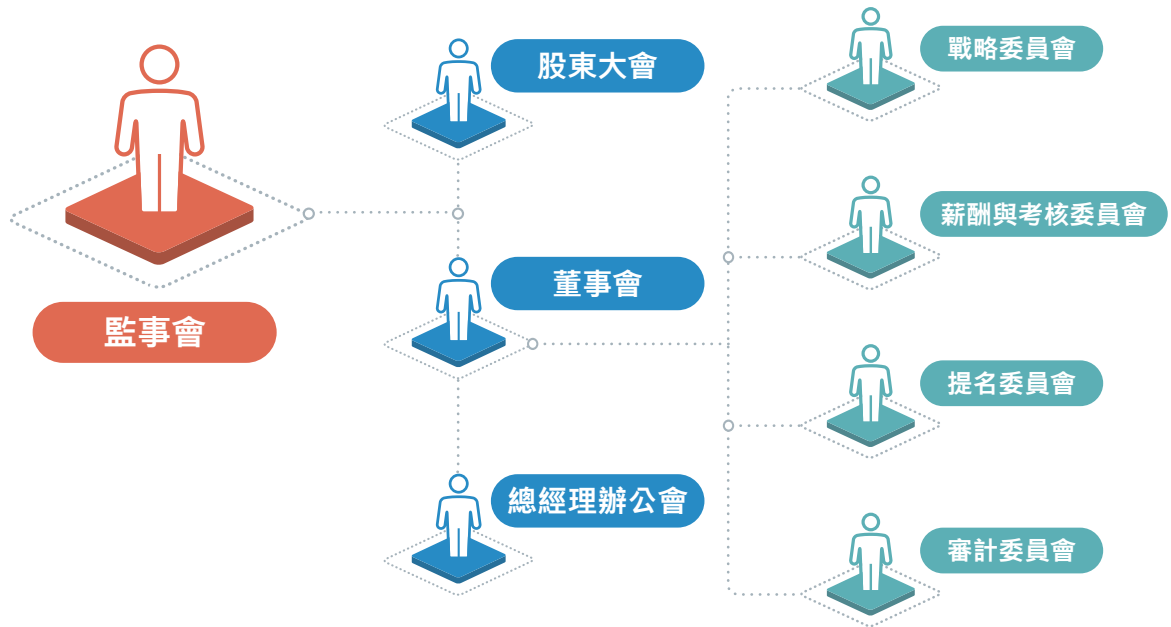 監事會
股東大會
董事會
總經理辦公會
戰略委員會
薪酬與考核委員會
提名委員會
審計委員會